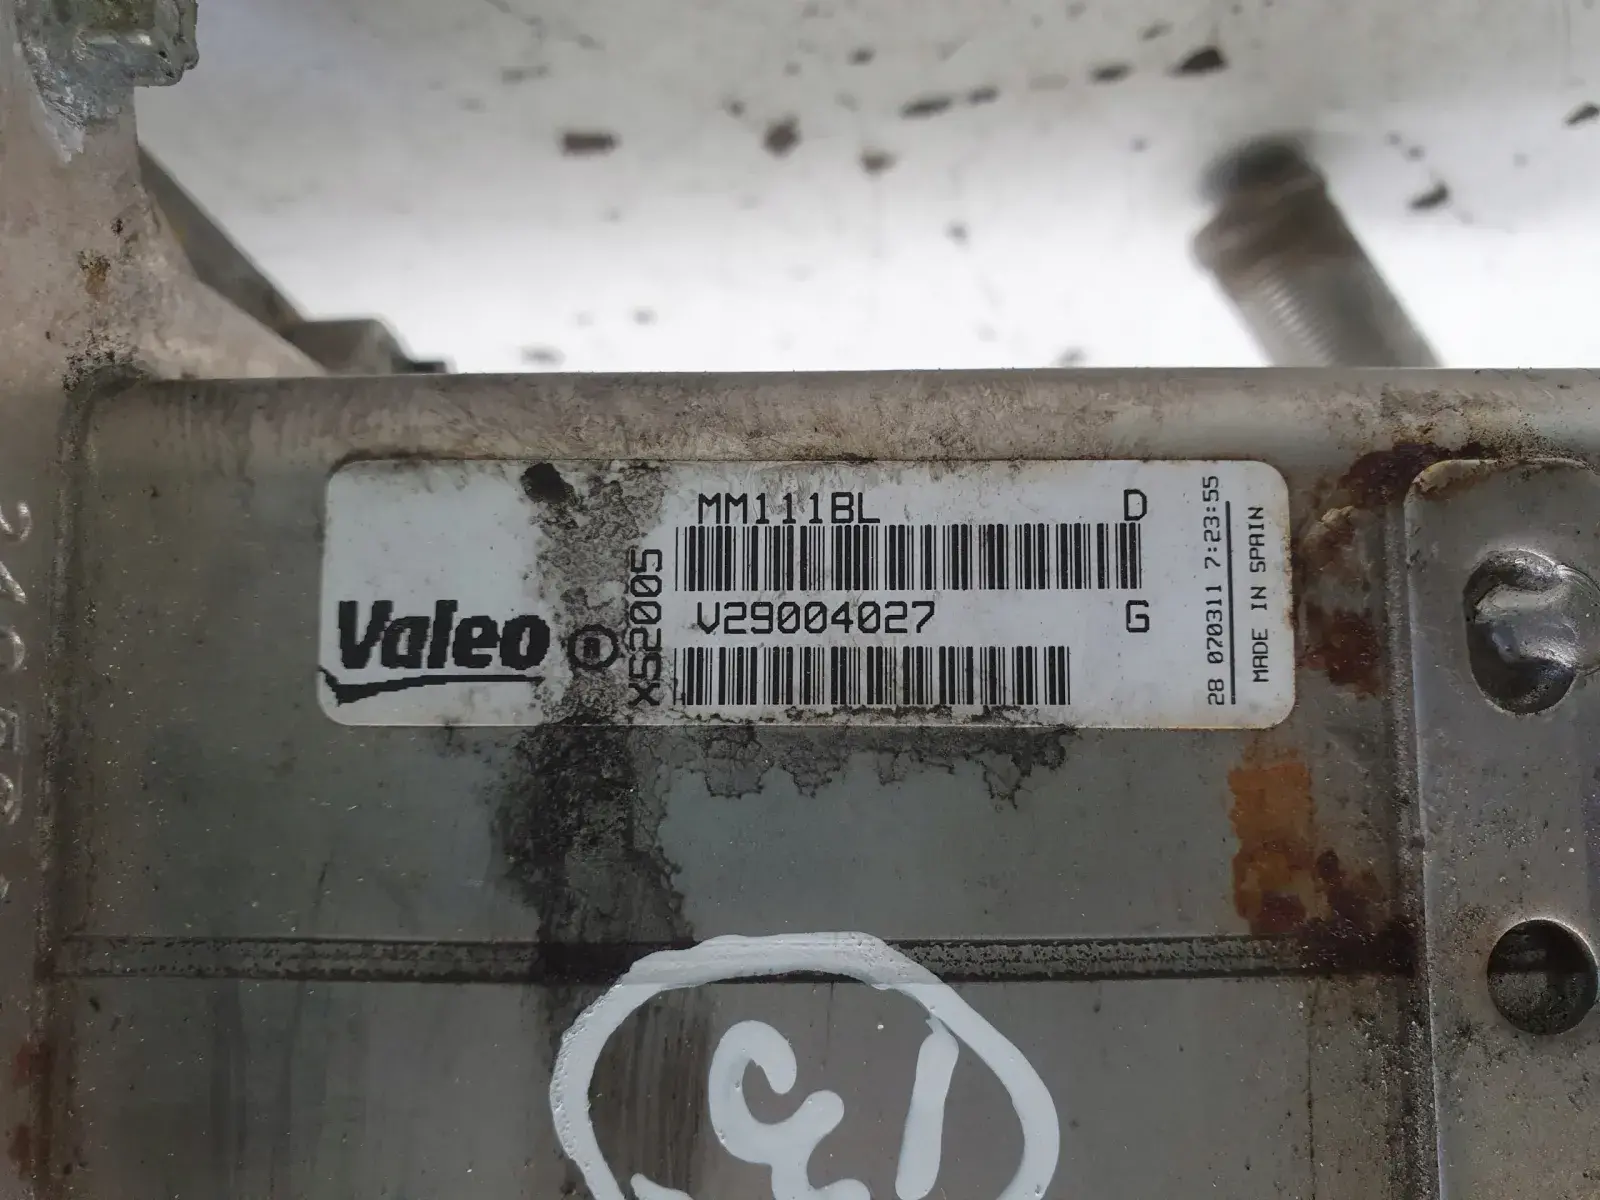 Valeo
®
X52005
MM111BL D
V29004027 G
28 070311 7:23:55
MADE IN SPAIN